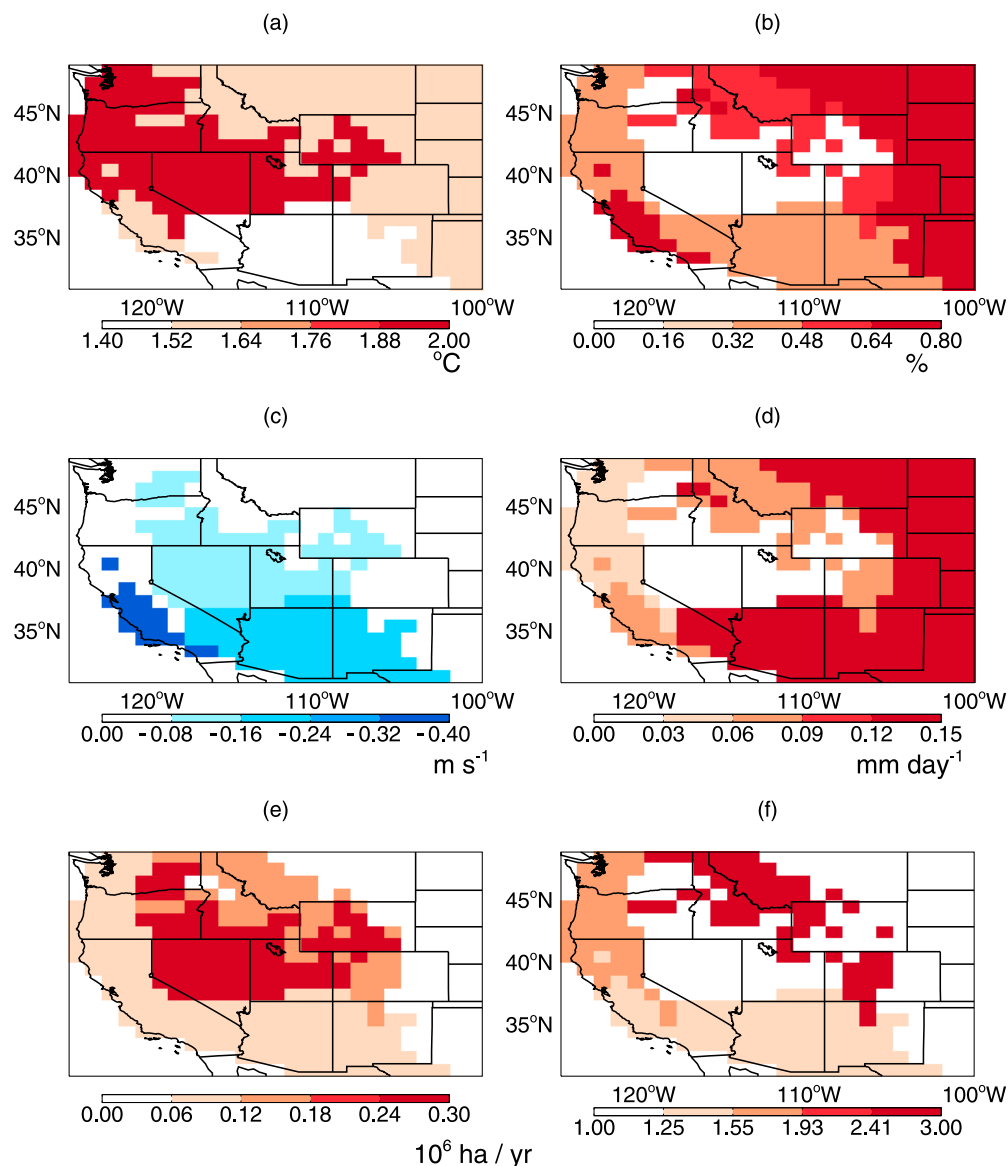 (a) (b)
45°N 45°N
40°N 40°N
35°N 35°N
120°W 110°W 100°W 120°W 110°W 100°W
1.40 1.52 1.64 1.76 1.88 2.00 0.00 0.16 0.32 0.48 0.64 0.80
°C %
(c) (d)
45°N 45°N
40°N 40°N
35°N 35°N
120°W 110°W 100°W 120°W 110°W 100°W
0.00 -0.08 -0.16 -0.24 -0.32 -0.40 0.00 0.03 0.06 0.09 0.12 0.15
m s⁻¹ mm day⁻¹
(e) (f)
45°N 45°N
40°N 40°N
35°N 35°N
120°W 110°W 100°W
0.00 0.06 0.12 0.18 0.24 0.30 1.00 1.25 1.55 1.93 2.41 3.00
10⁶ ha / yr